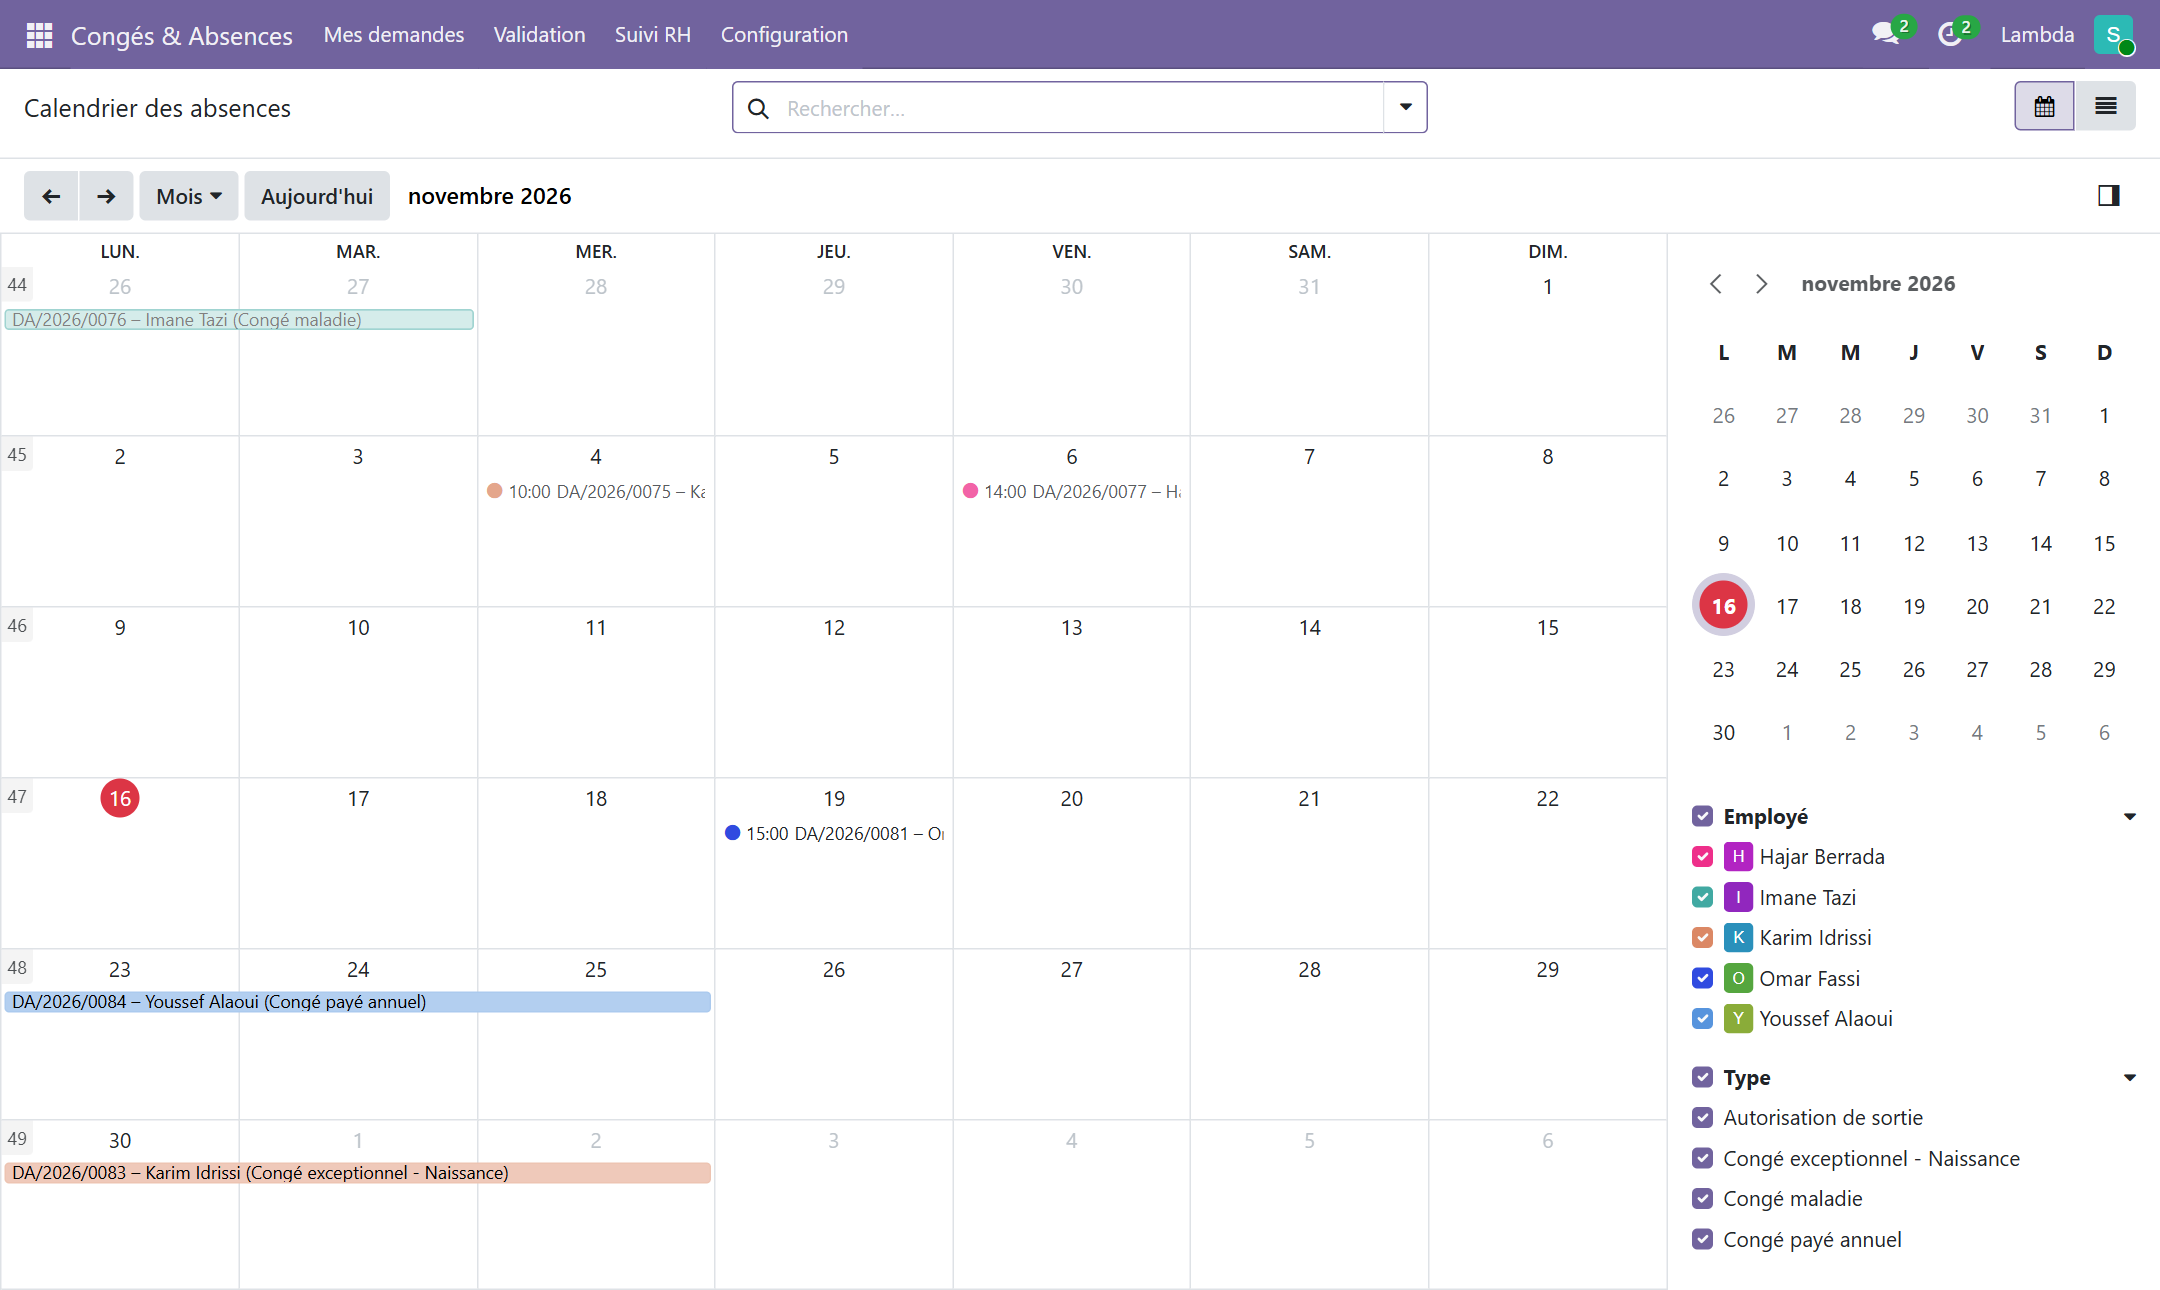 Congés & Absences Mes demandes Validation Suivi RH Configuration 2 2 Lambda S
Calendrier des absences Rechercher...
Mois Aujourd'hui novembre 2026
LUN. MAR. MER. JEU. VEN. SAM. DIM.
44 26 27 28 29 30 31 1
DA/2026/0076 – Imane Tazi (Congé maladie)
45 2 3 4 5 6 7 8
10:00 DA/2026/0075 – Ka 14:00 DA/2026/0077 – Ha
46 9 10 11 12 13 14 15
47 16 17 18 19 20 21 22
15:00 DA/2026/0081 –
48 23 24 25 26 27 28 29
DA/2026/0084 – Youssef Alaoui (Congé payé annuel)
49 30 1 2 3 4 5 6
DA/2026/0083 – Karim Idrissi (Congé exceptionnel - Naissance)
novembre 2026
L M M J V S D
26 27 28 29 30 31 1
2 3 4 5 6 7 8
9 10 11 12 13 14 15
16 17 18 19 20 21 22
23 24 25 26 27 28 29
30 1 2 3 4 5 6
Employé
H Hajar Berrada
I Imane Tazi
K Karim Idrissi
O Omar Fassi
Y Youssef Alaoui
Type
Autorisation de sortie
Congé exceptionnel - Naissance
Congé maladie
Congé payé annuel